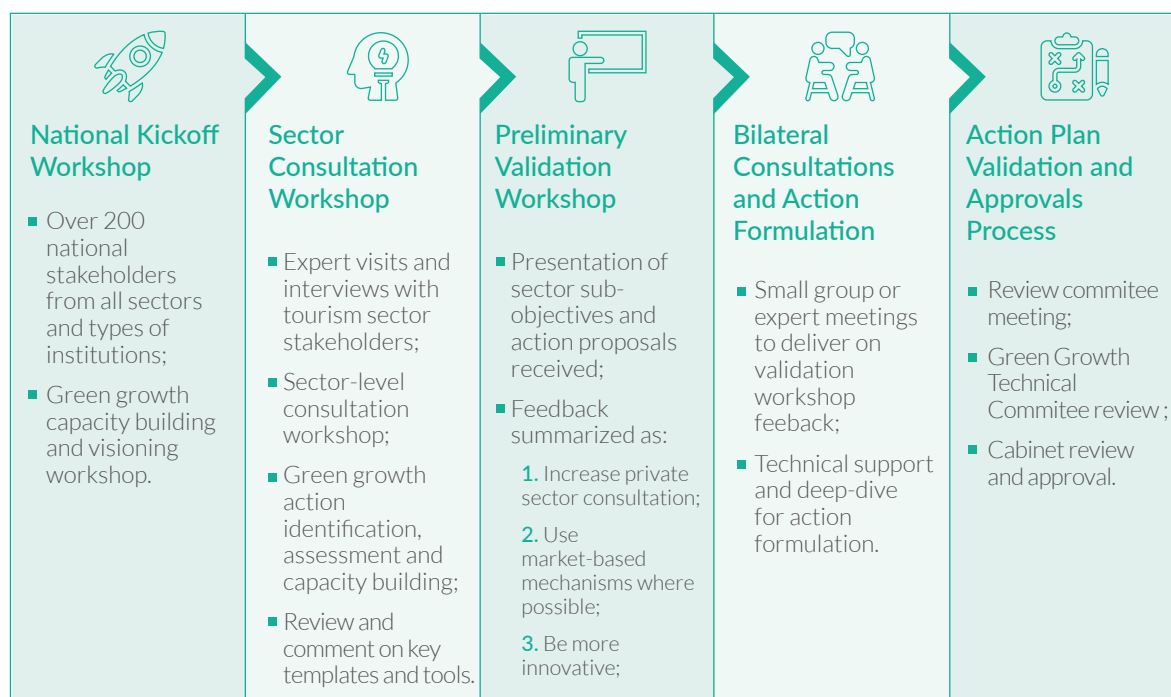 National Kickoff
Workshop
Over 200
national
stakeholders
from all sectors
and types of
institutions;
Green growth
capacity building
and visioning
workshop.
Sector
Consultation
Workshop
Expert visits and
interviews with
tourism sector
stakeholders;
Sector-level
consultation
workshop;
Green growth
action
identification,
assessment and
capacity building;
Review and
comment on key
templates and tools.
Preliminary
Validation
Workshop
Presentation of
sector sub-
objectives and
action proposals
received;
Feedback
summarized as:
1. Increase private
sector consultation;
2. Use
market-based
mechanisms where
possible;
3. Be more
innovative;
Bilateral
Consultations
and Action
Formulation
Small group or
expert meetings
to deliver on
validation
workshop
feeback;
Technical support
and deep-dive
for action
formulation.
Action Plan
Validation and
Approvals
Process
Review commitee
meeting;
Green Growth
Technical
Commitee review ;
Cabinet review
and approval.